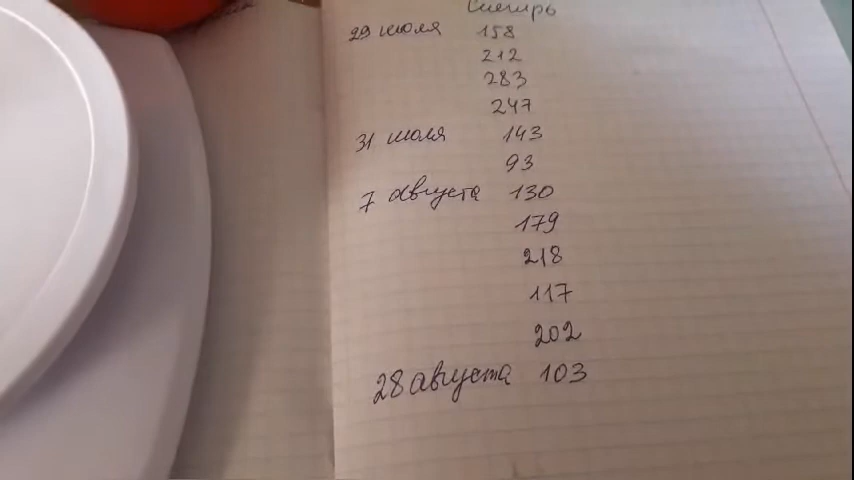 Снегирь
29 июля 158
212
283
247
31 июля 143
93
7 августа 130
179
218
117
202
28 августа 103